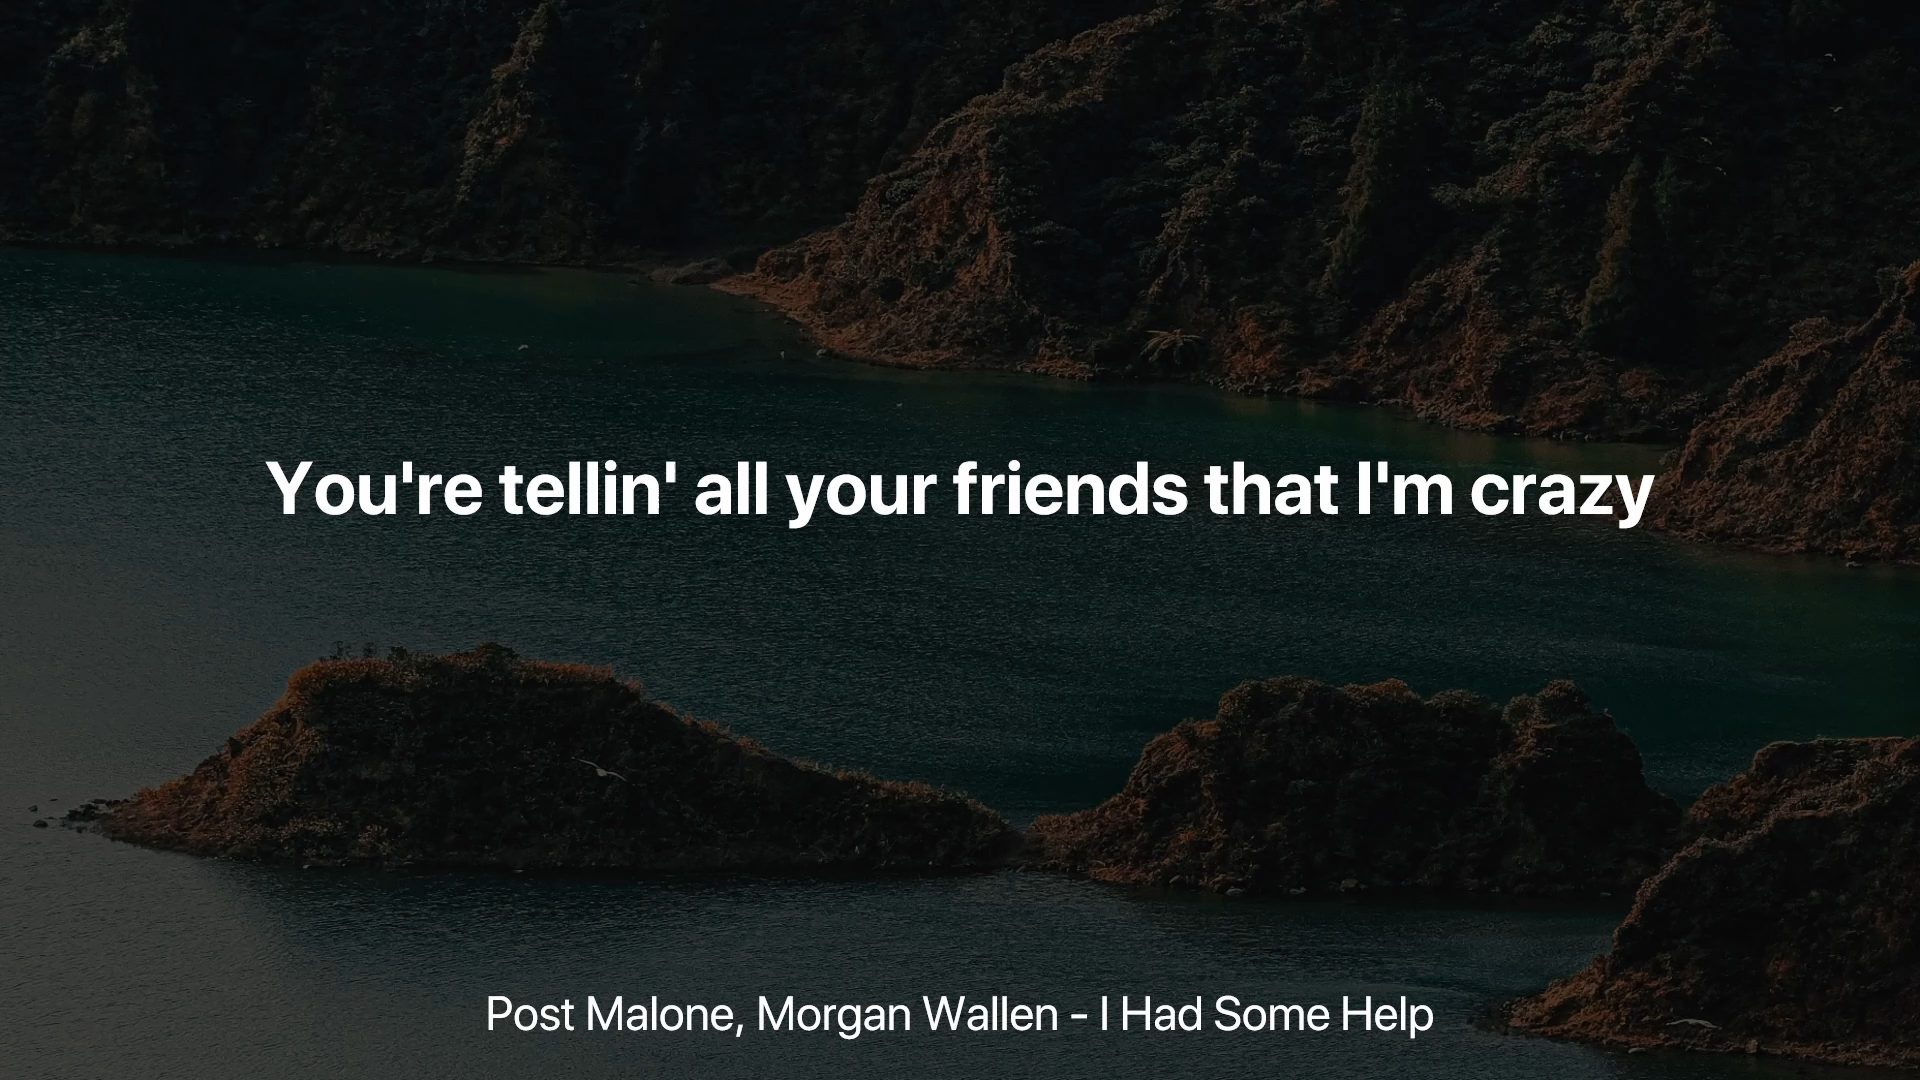 You're tellin' all your friends that I'm crazy
Post Malone, Morgan Wallen - I Had Some Help